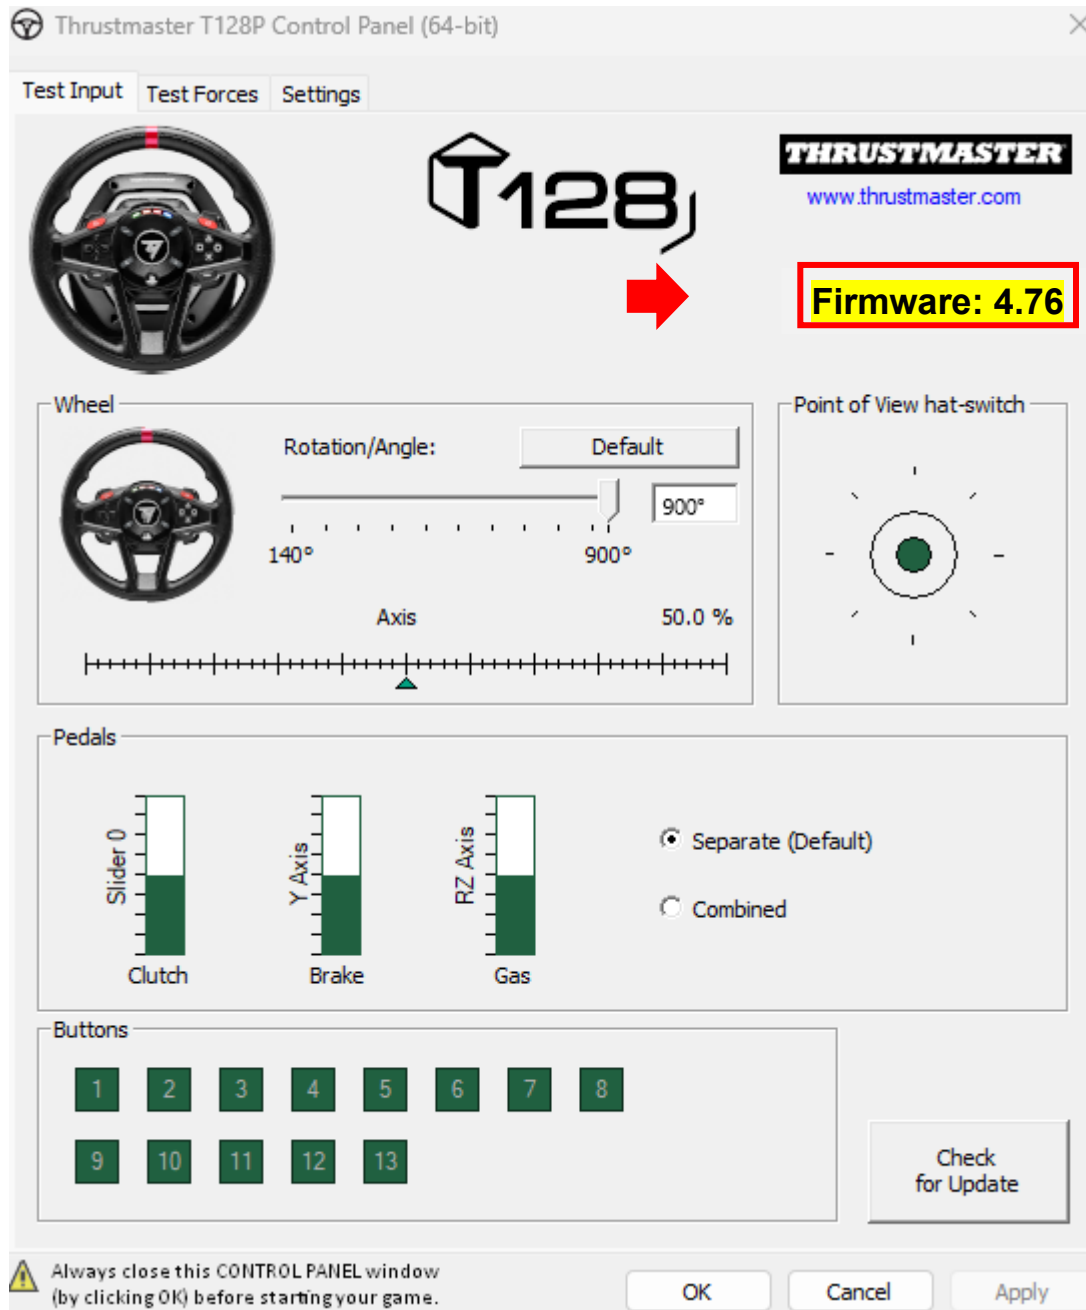 Thrustmaster T128P Control Panel (64-bit)
Test Input Test Forces Settings
T128
THRUSTMASTER
www.thrustmaster.com
Firmware: 4.76
Wheel
Rotation/Angle:
Default
900°
140°
900°
Axis
50.0 %
Point of View hat-switch
Pedals
Slider 0
Clutch
Y Axis
Brake
RZ Axis
Gas
Separate (Default)
Combined
Buttons
1 2 3 4 5 6 7 8
9 10 11 12 13
Check
for Update
Always close this CONTROL PANEL window
(by clicking OK) before starting your game.
OK Cancel Apply